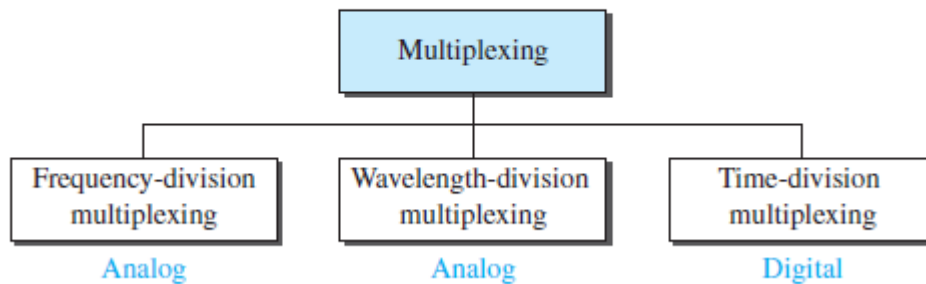 Multiplexing
Frequency-division
multiplexing
Wavelength-division
multiplexing
Time-division
multiplexing
Analog
Analog
Digital